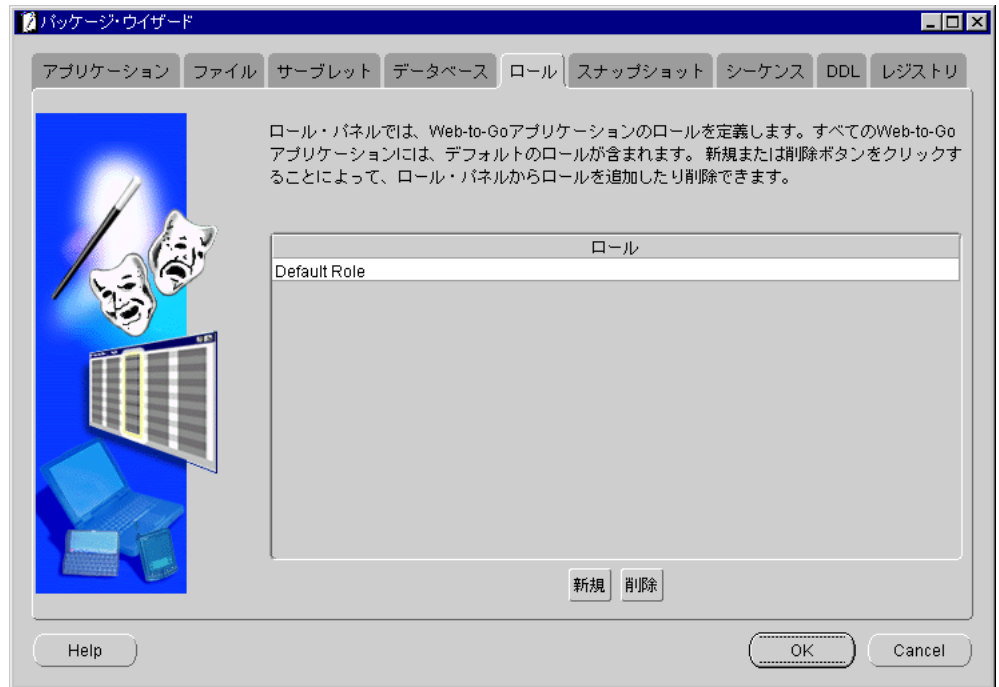 パッケージ・ウイザード
アプリケーション ファイル サーブレット データベース ロール スナップショット シーケンス DDL レジストリ
ロール・パネルでは、Web-to-Goアプリケーションのロールを定義します。すべてのWeb-to-Go
アプリケーションには、デフォルトのロールが含まれます。 新規または削除ボタンをクリックす
ることによって、ロール・パネルからロールを追加したり削除できます。
ロール
Default Role
新規 削除
Help OK Cancel